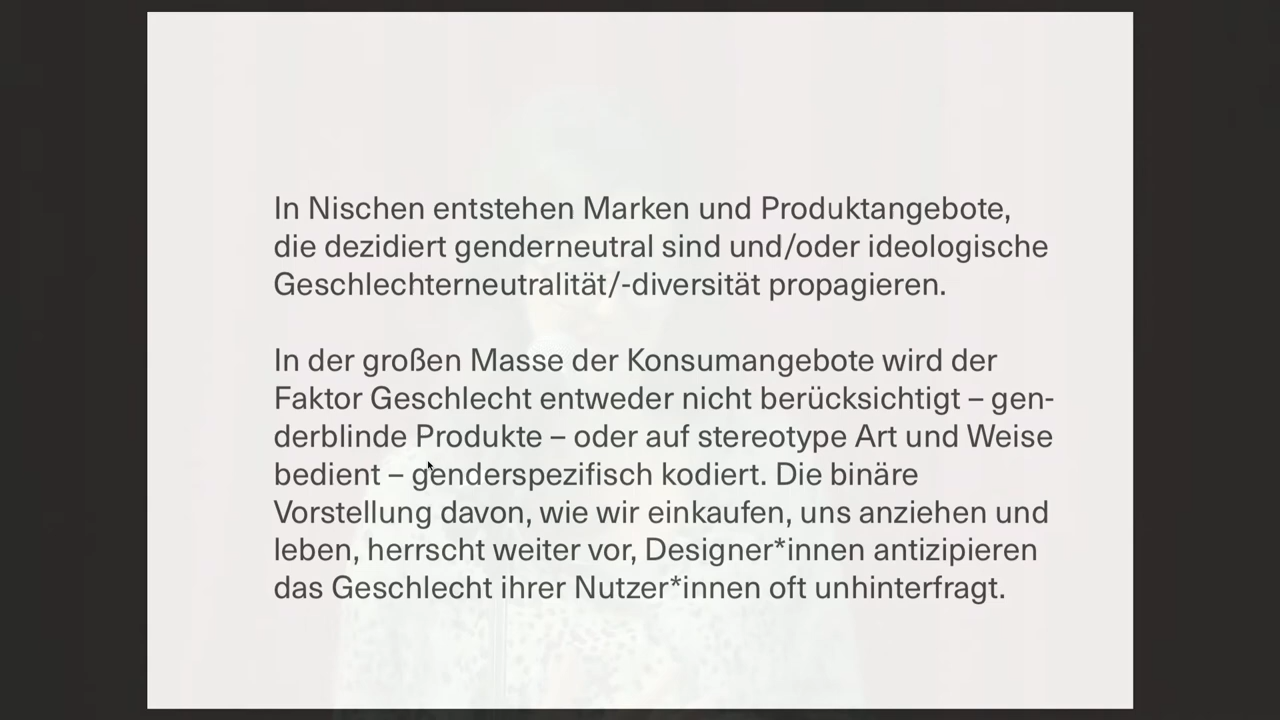 In Nischen entstehen Marken und Produktangebote,
die dezidiert genderneutral sind und/oder ideologische
Geschlechterneutralität/-diversität propagieren.
In der großen Masse der Konsumangebote wird der
Faktor Geschlecht entweder nicht berücksichtigt – gen-
derblinde Produkte – oder auf stereotype Art und Weise
bedient – genderspezifisch kodiert. Die binäre
Vorstellung davon, wie wir einkaufen, uns anziehen und
leben, herrscht weiter vor, Designer*innen antizipieren
das Geschlecht ihrer Nutzer*innen oft unhinterfragt.